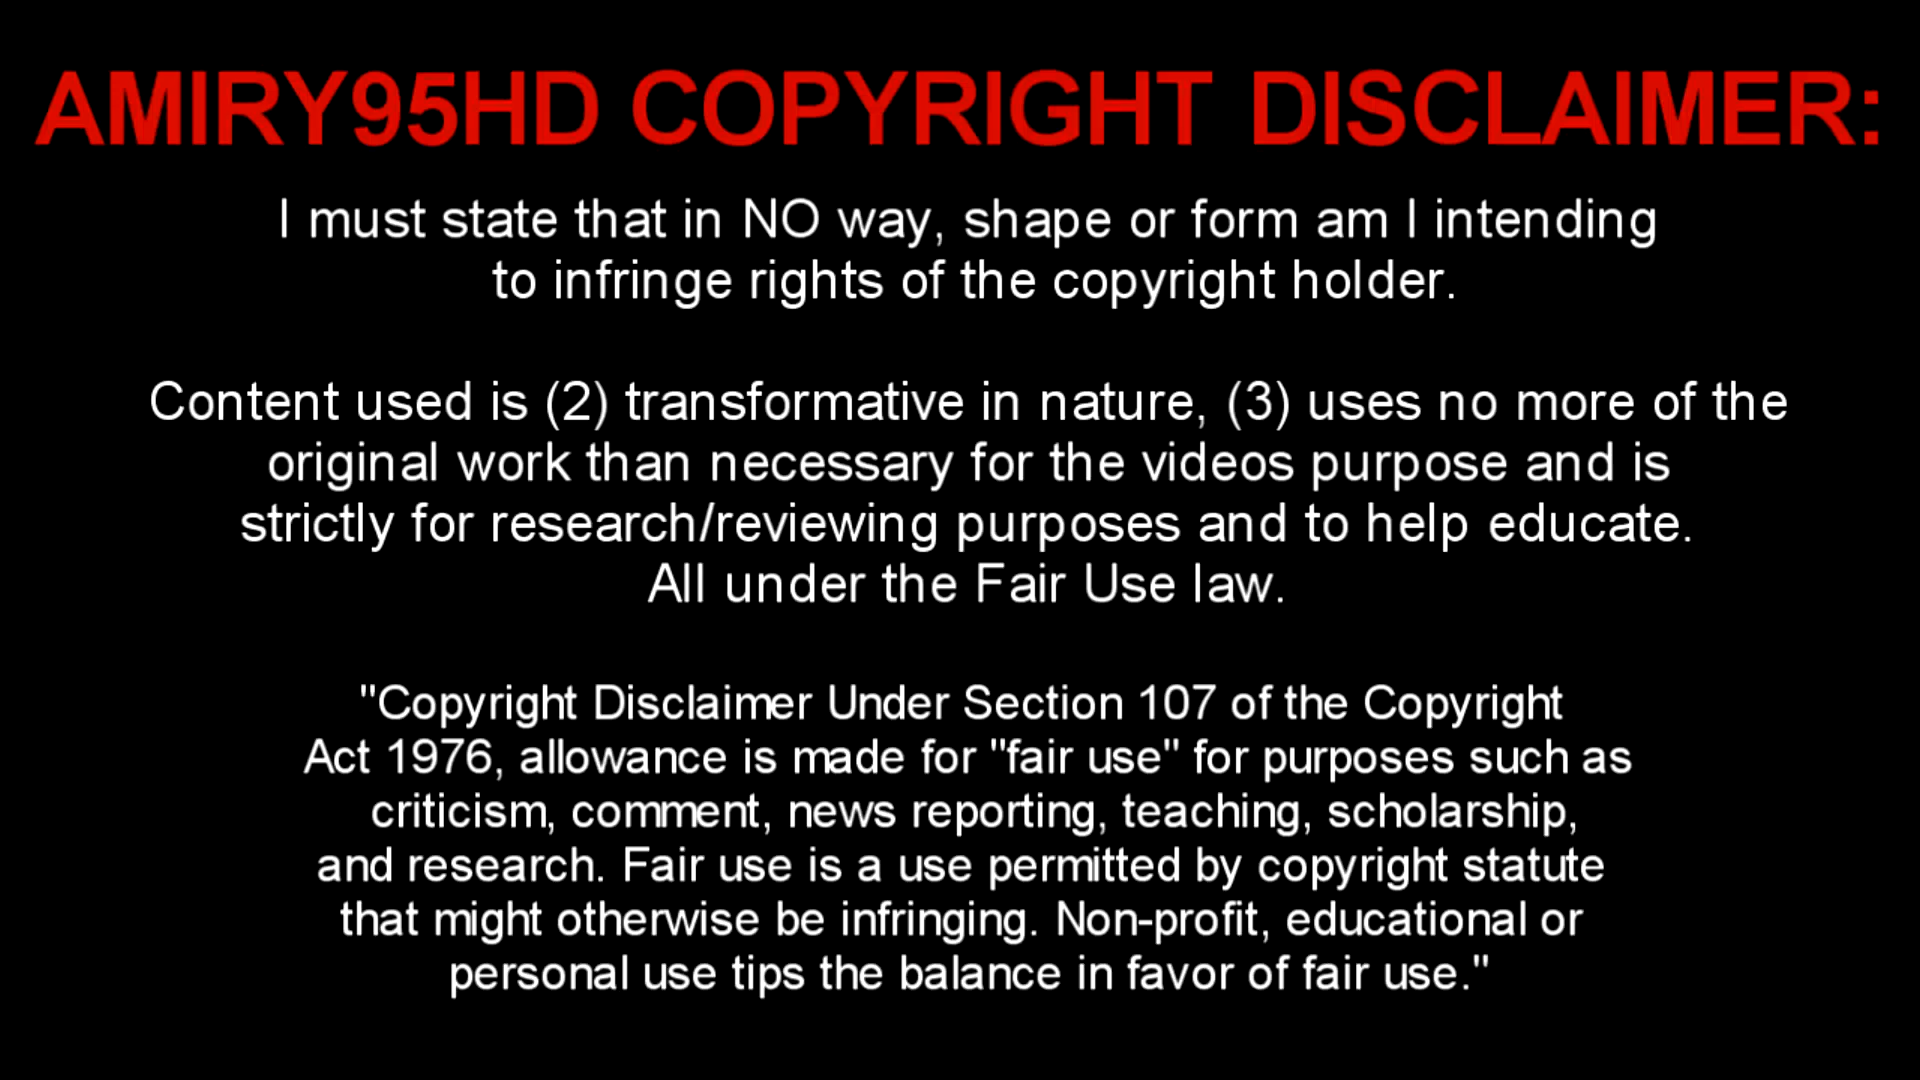 AMIRY95HD COPYRIGHT DISCLAIMER:
I must state that in NO way, shape or form am I intending
to infringe rights of the copyright holder.
Content used is (2) transformative in nature, (3) uses no more of the
original work than necessary for the videos purpose and is
strictly for research/reviewing purposes and to help educate.
All under the Fair Use law.
"Copyright Disclaimer Under Section 107 of the Copyright
Act 1976, allowance is made for "fair use" for purposes such as
criticism, comment, news reporting, teaching, scholarship,
and research. Fair use is a use permitted by copyright statute
that might otherwise be infringing. Non-profit, educational or
personal use tips the balance in favor of fair use."